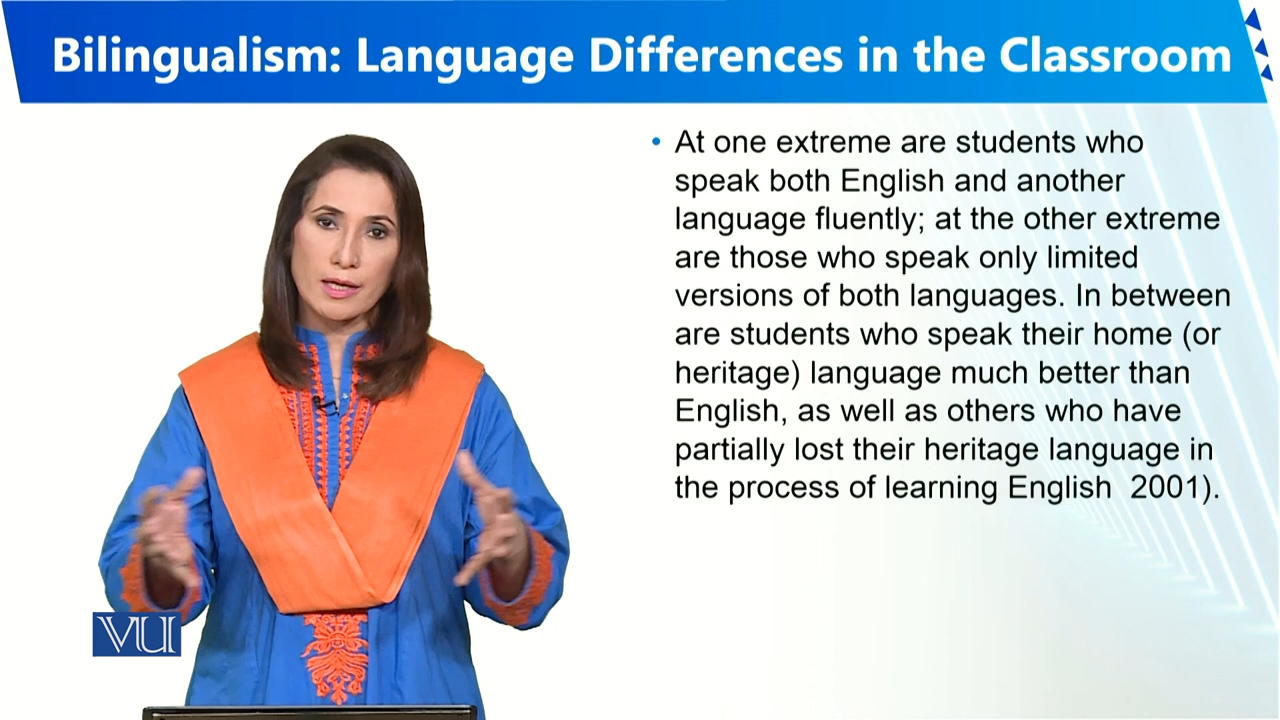 Bilingualism: Language Differences in the Classroom
• At one extreme are students who
speak both English and another
language fluently; at the other extreme
are those who speak only limited
versions of both languages. In between
are students who speak their home (or
heritage) language much better than
English, as well as others who have
partially lost their heritage language in
the process of learning English  2001).
VU